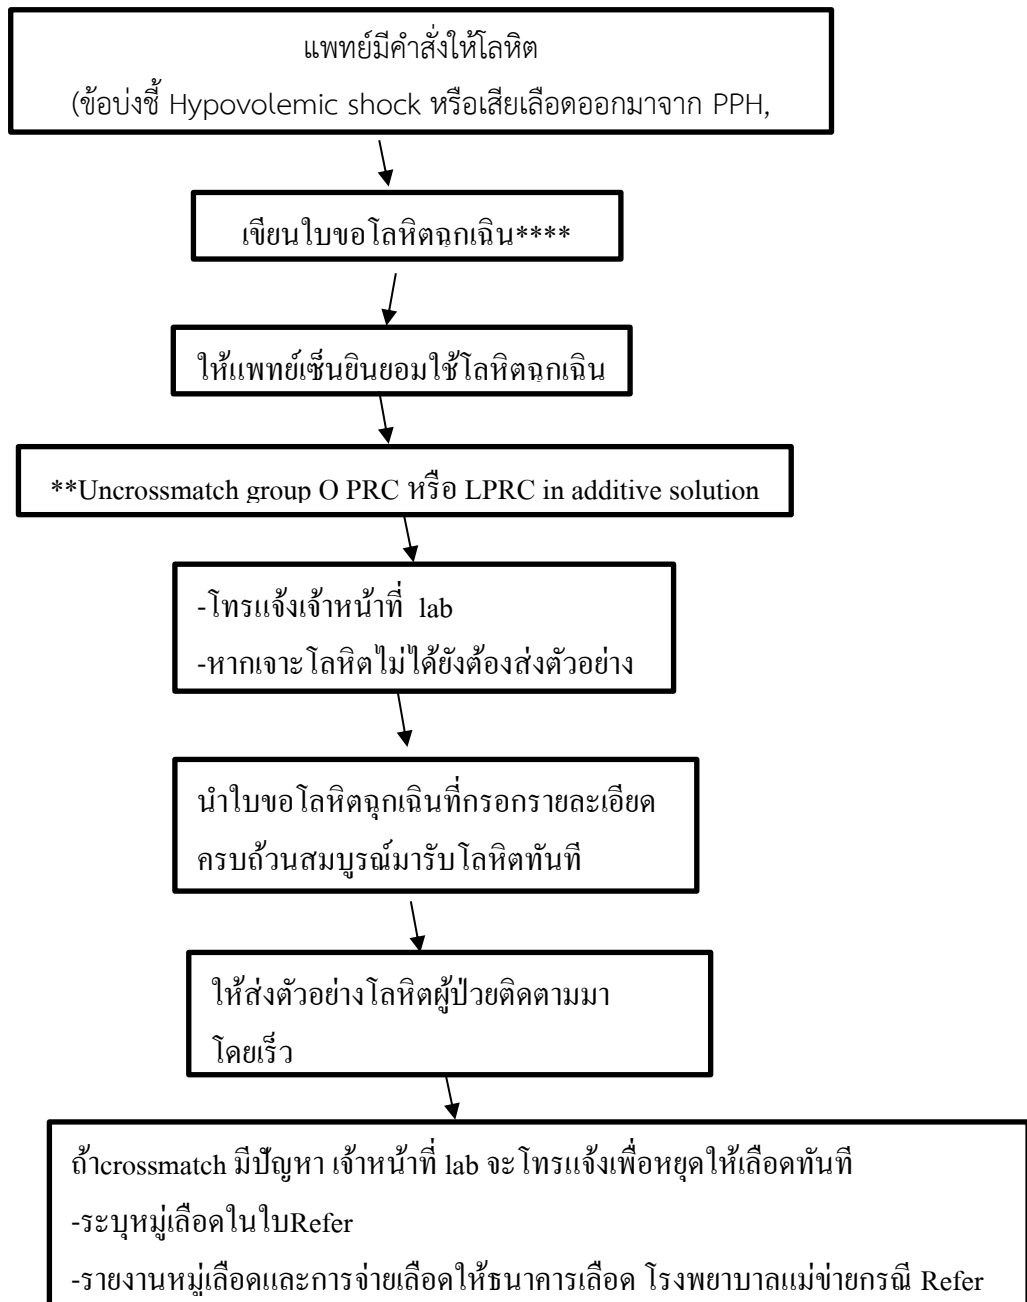 แพทย์มีคำสั่งให้โลหิต
(ข้อบ่งชี้ Hypovolemic shock หรือเสียเลือดออกมาจาก PPH,
เขียนใบขอโลหิตฉุกเฉิน****
ให้แพทย์เซ็นยินยอมใช้โลหิตฉุกเฉิน
**Uncrossmatch group O PRC หรือ LPRC in additive solution
-โทรแจ้งเจ้าหน้าที่ lab
-หากเจาะโลหิตไม่ได้ยังต้องส่งตัวอย่าง
นำใบขอโลหิตฉุกเฉินที่กรอกรายละเอียด
ครบถ้วนสมบูรณ์มารับโลหิตทันที
ให้ส่งตัวอย่างโลหิตผู้ป่วยติดตามมา
โดยเร็ว
ถ้าcrossmatch มีปัญหา เจ้าหน้าที่ lab จะโทรแจ้งเพื่อหยุดให้เลือดทันที
-ระบุหมู่เลือดในใบRefer
-รายงานหมู่เลือดและการจ่ายเลือดให้ธนาคารเลือด โรงพยาบาลแม่ข่ายกรณี Refer